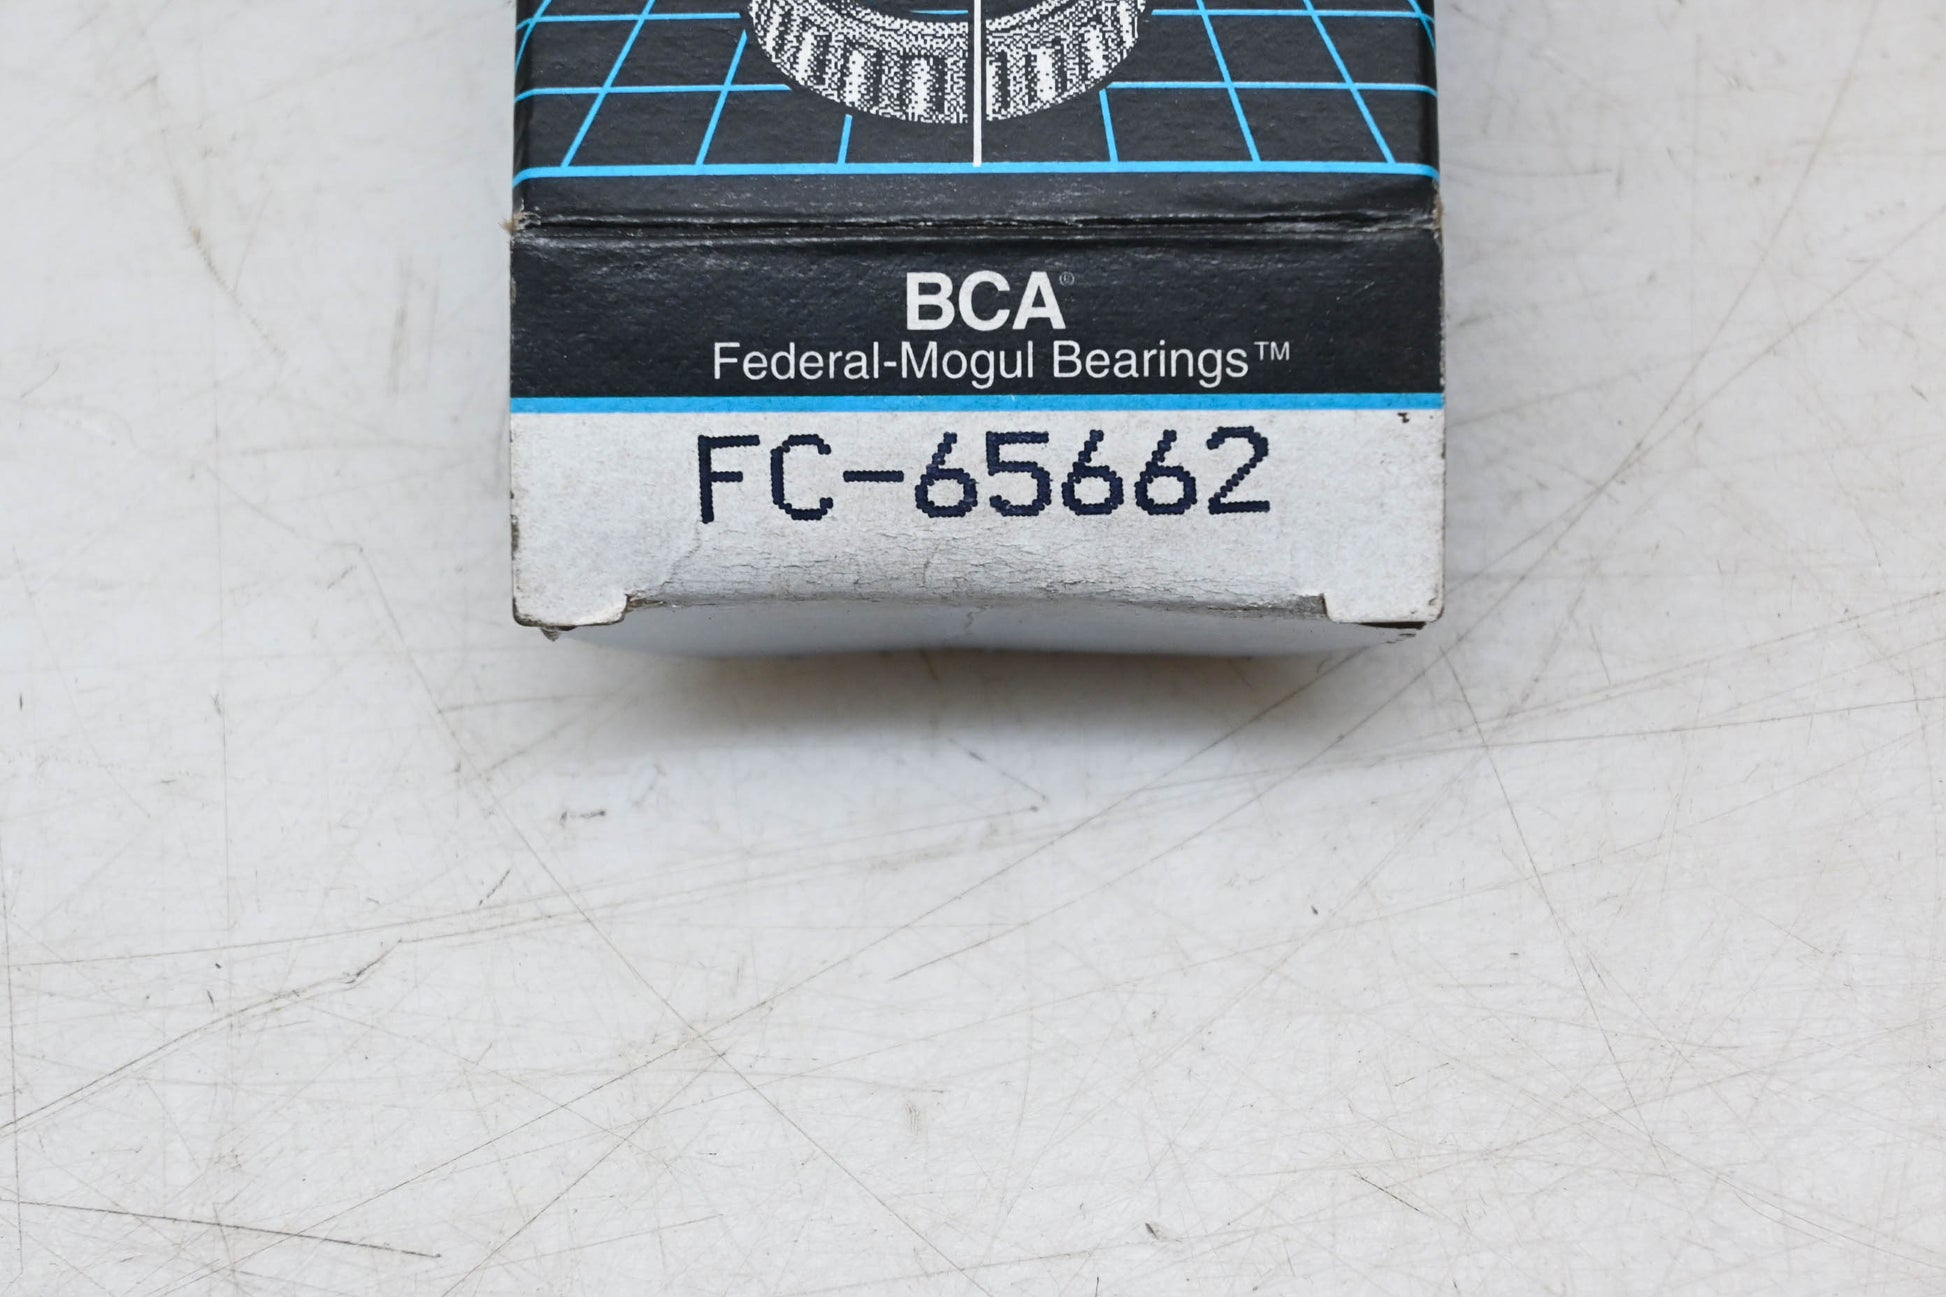 BCA®
Federal-Mogul Bearings™
FC-65662